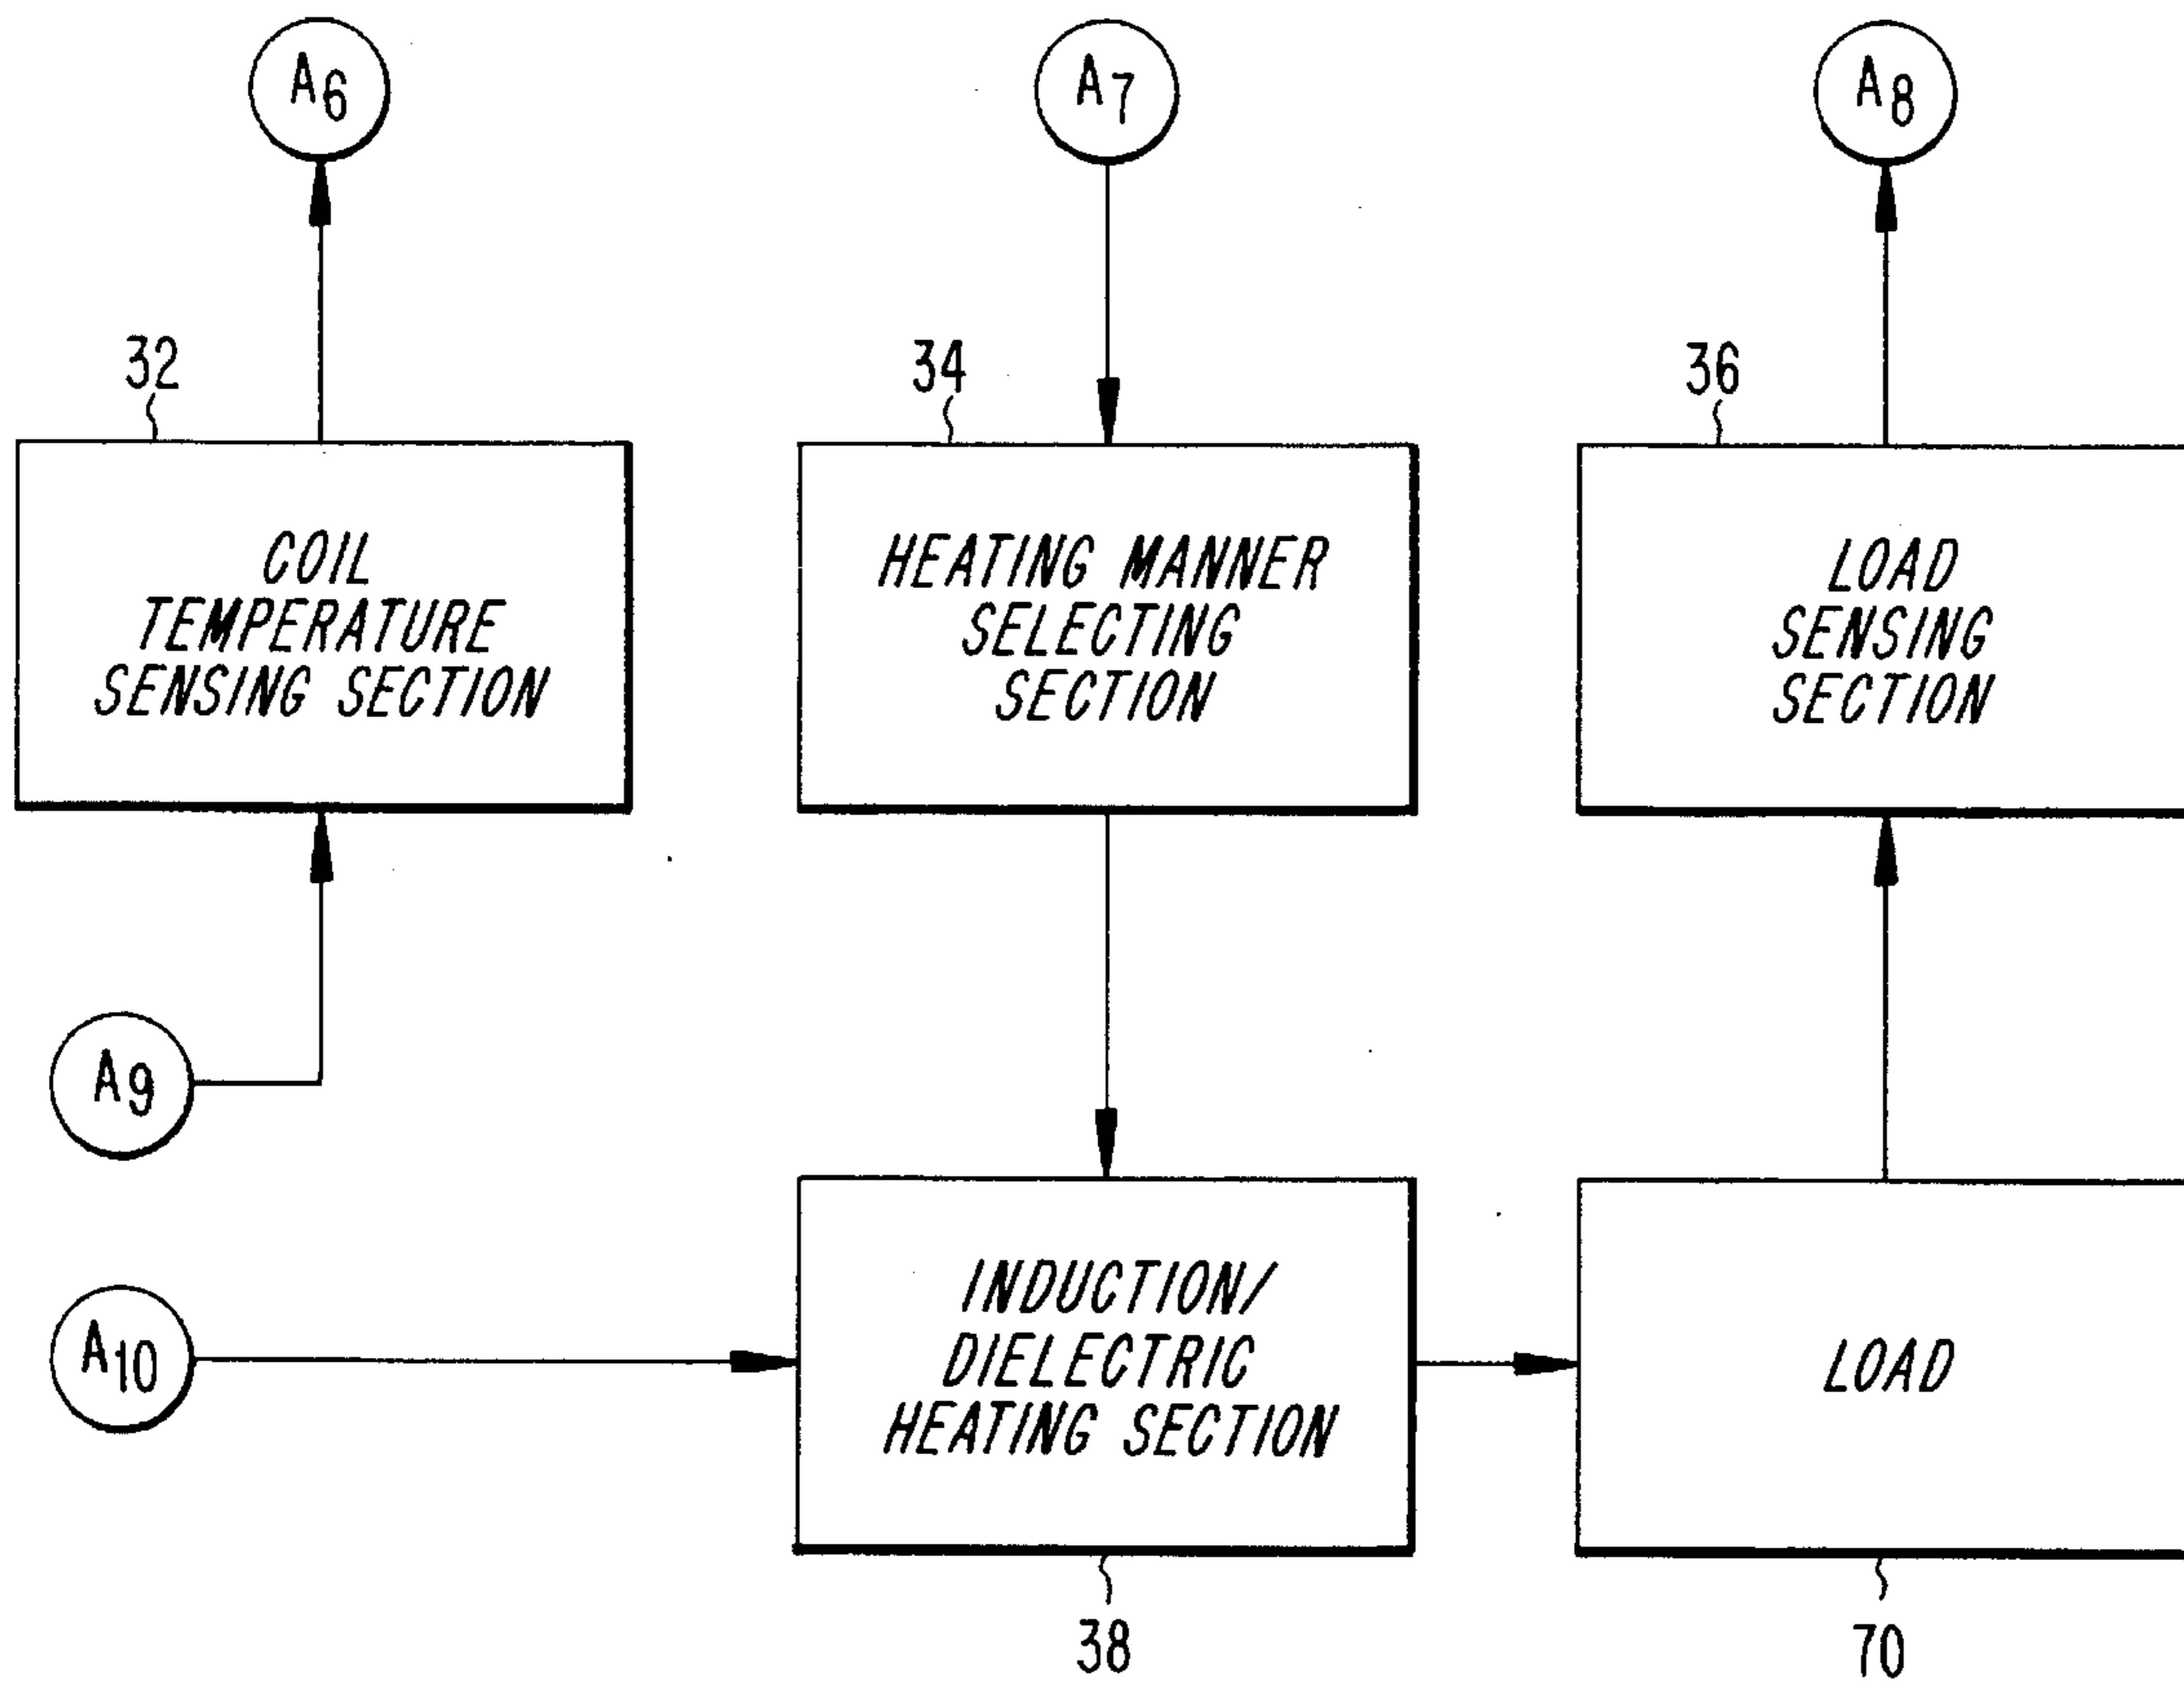 A6
A7
A8
32
34
36
COIL
TEMPERATURE
SENSING SECTION
HEATING MANNER
SELECTING
SECTION
LOAD
SENSING
SECTION
A9
A10
INDUCTION/
DIELECTRIC
HEATING SECTION
LOAD
38
70